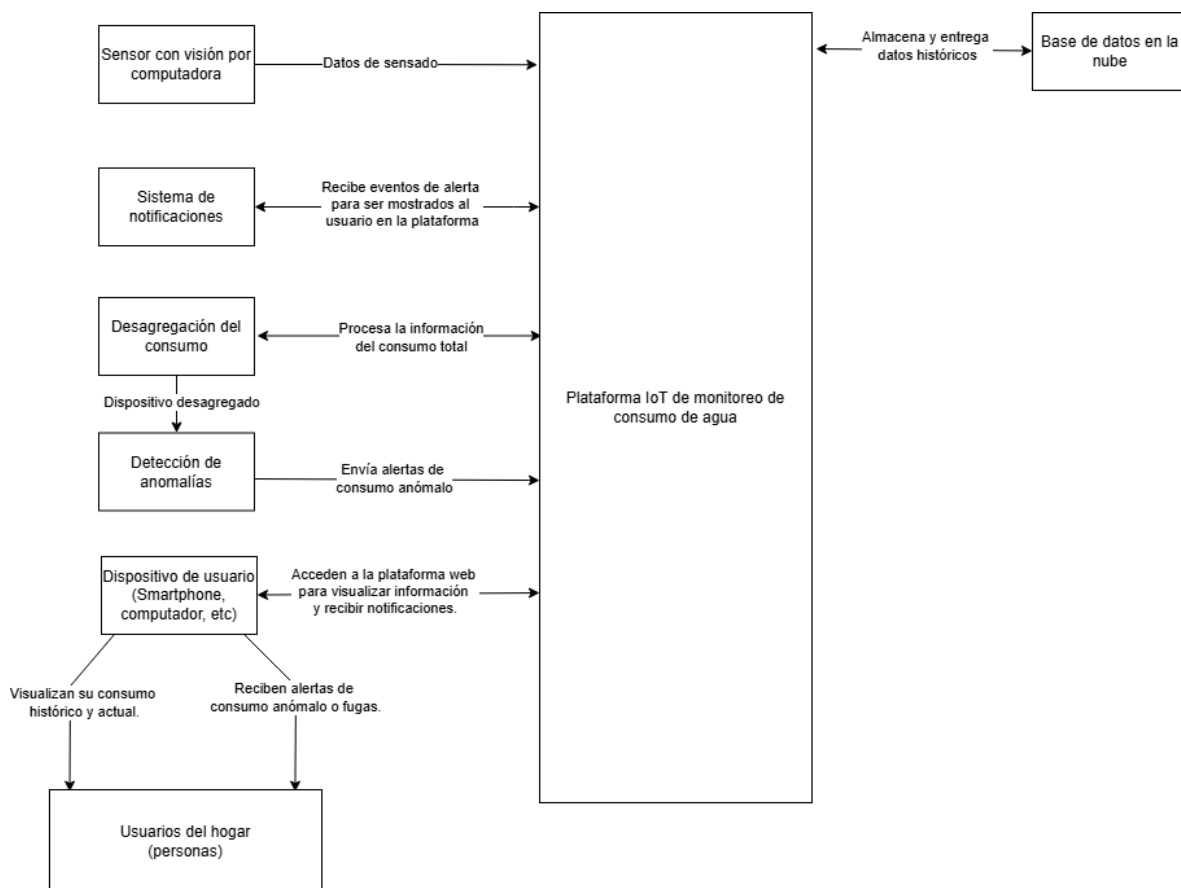 Sensor con visión por
computadora
Datos de sensado
Almacena y entrega
datos históricos
Base de datos en la
nube
Sistema de
notificaciones
Recibe eventos de alerta
para ser mostrados al
usuario en la plataforma
Desagregación del
consumo
Procesa la información
del consumo total
Plataforma IoT de monitoreo de
consumo de agua
Dispositivo desagregado
Detección de
anomalías
Envía alertas de
consumo anómalo
Dispositivo de usuario
(Smartphone,
computador, etc)
Acceden a la plataforma web
para visualizar información
y recibir notificaciones.
Visualizan su consumo
histórico y actual.
Reciben alertas de
consumo anómalo o fugas.
Usuarios del hogar
(personas)